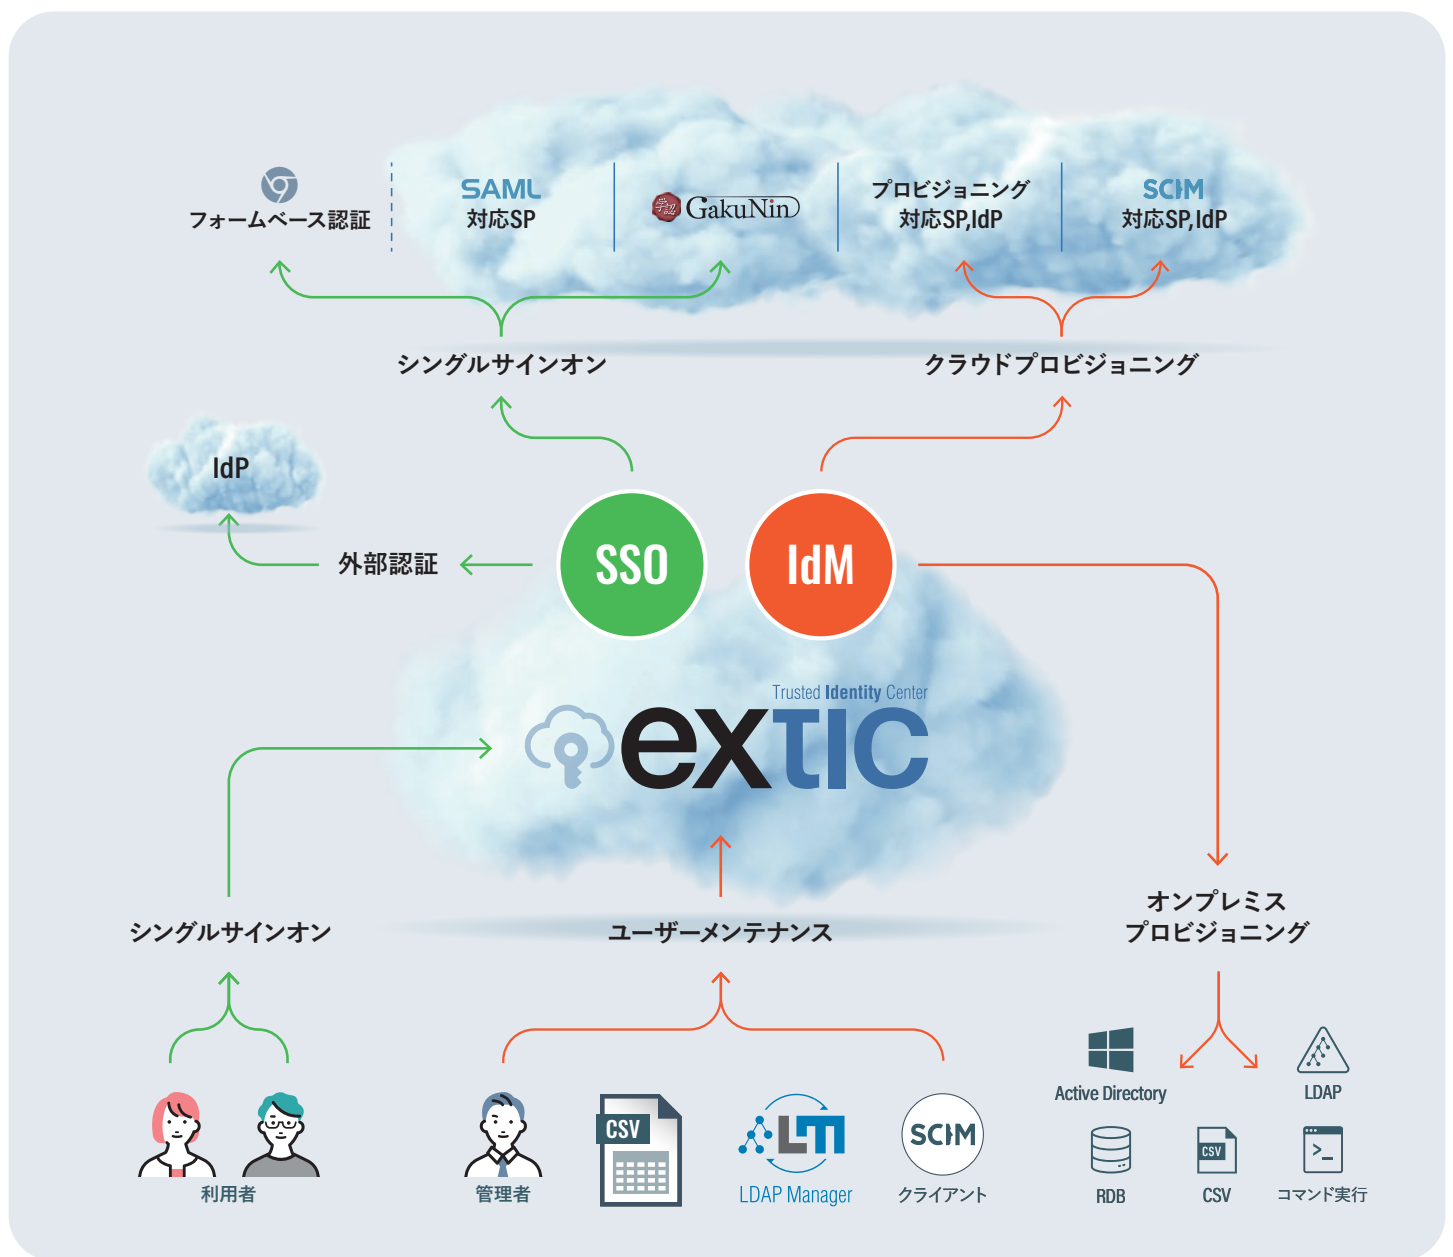 フォームベース認証
SAML
対応SP
学認
GakuNin
プロビジョニング
対応SP,IdP
SCIM
対応SP,IdP
シングルサインオン
クラウドプロビジョニング
IdP
外部認証
SSO
IdM
Trusted Identity Center
extic
シングルサインオン
ユーザーメンテナンス
オンプレミス
プロビジョニング
利用者
管理者
CSV
LM
LDAP Manager
SCIM
クライアント
Active Directory
LDAP
RDB
CSV
CSV
>_
コマンド実行